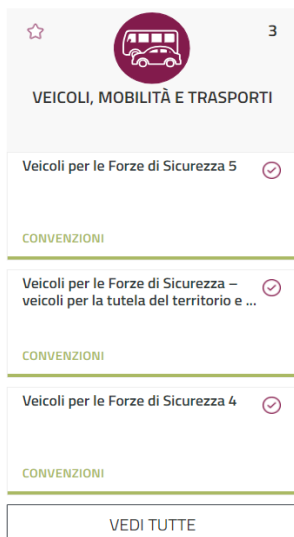 3
VEICOLI, MOBILITÀ E TRASPORTI
Veicoli per le Forze di Sicurezza 5
CONVENZIONI
Veicoli per le Forze di Sicurezza –
veicoli per la tutela del territorio e ...
CONVENZIONI
Veicoli per le Forze di Sicurezza 4
CONVENZIONI
VEDI TUTTE